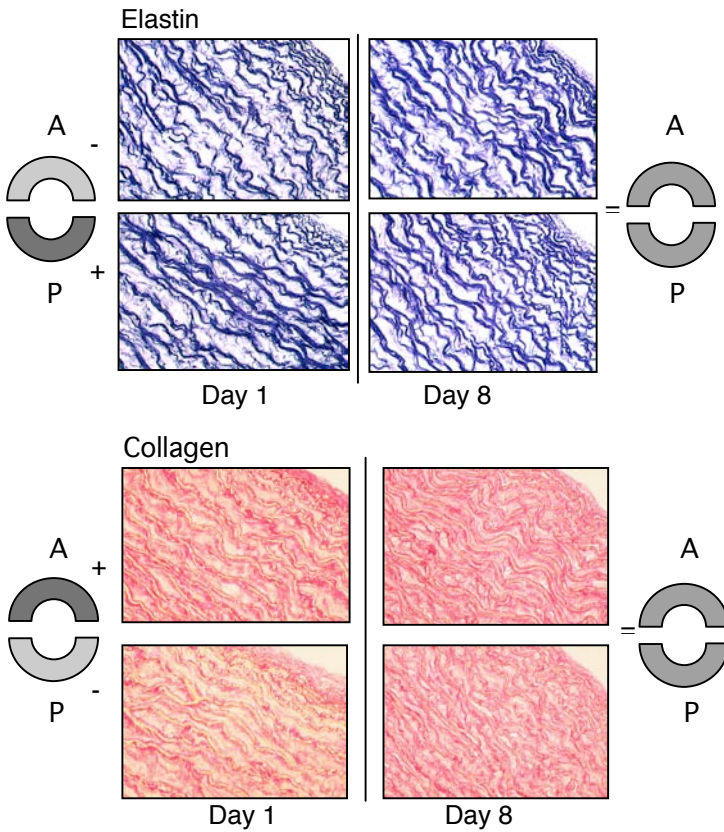 Elastin
A
-
A
=
P
+
P
Day 1
Day 8
Collagen
A
+
A
=
P
-
P
Day 1
Day 8